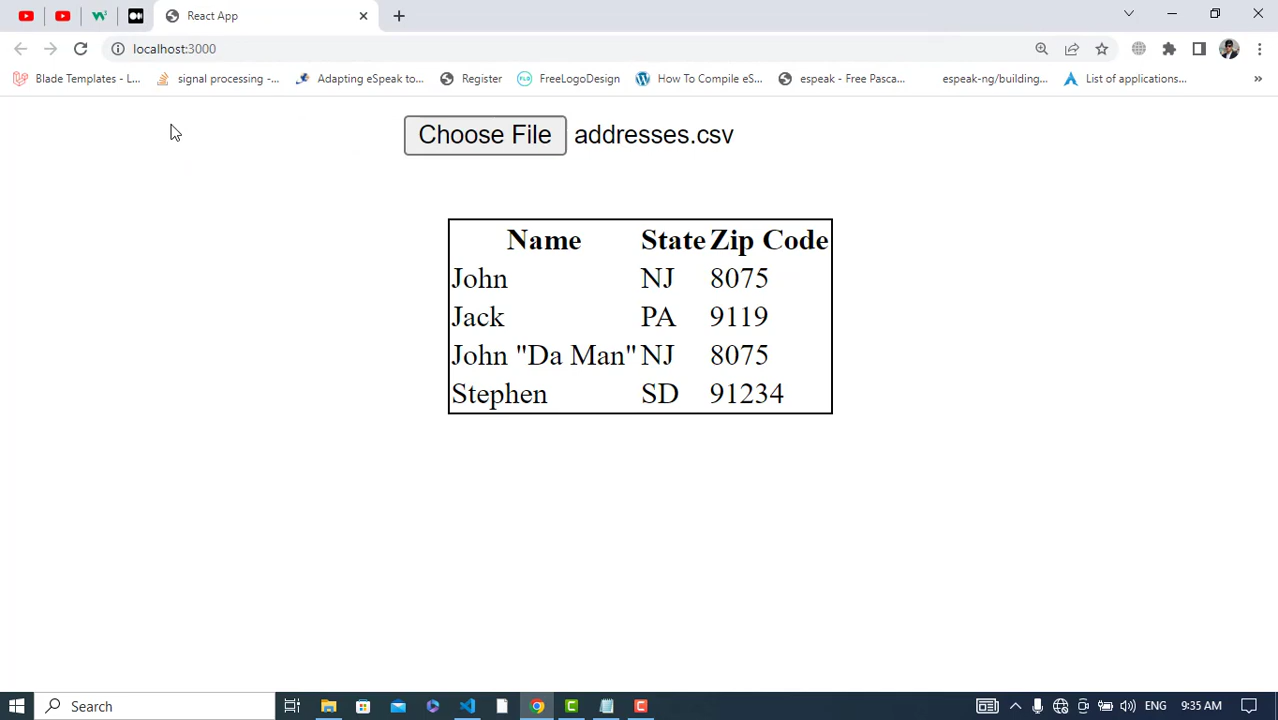 React App
localhost:3000
Blade Templates - L... signal processing -... Adapting eSpeak to... Register FLD FreeLogoDesign How To Compile eS... espeak - Free Pasca... espeak-ng/building... List of applications... »
Choose File addresses.csv
Name State Zip Code
John NJ 8075
Jack PA 9119
John "Da Man" NJ 8075
Stephen SD 91234
Search ENG 9:35 AM